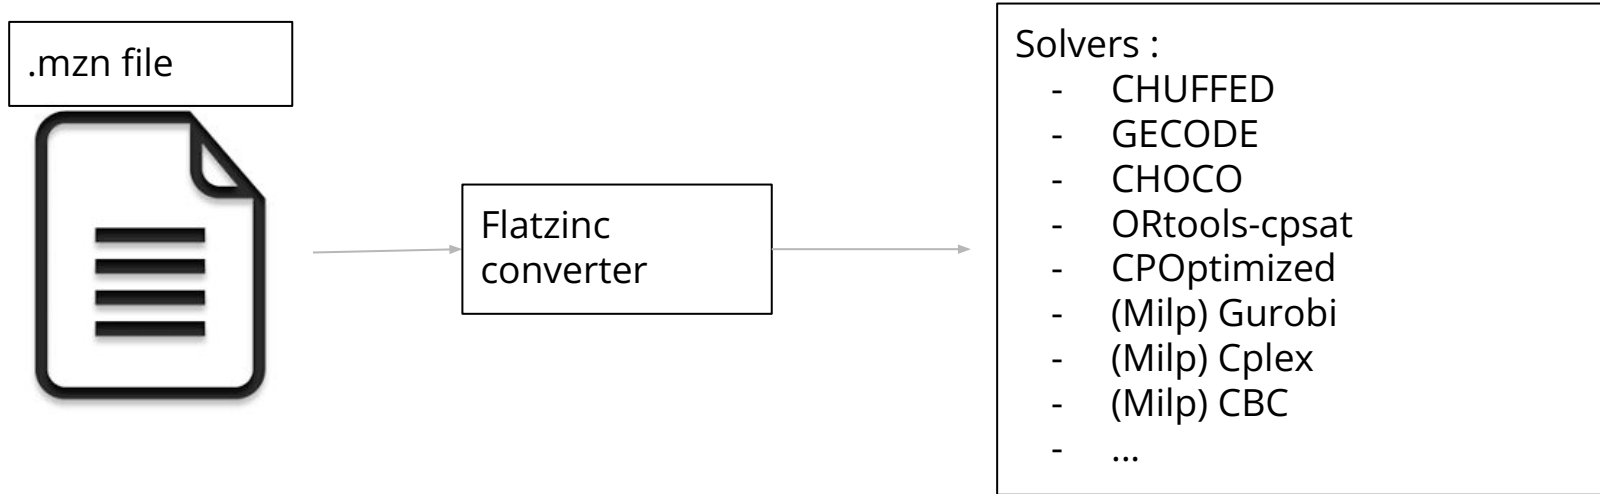 .mzn file
Flatzinc
converter
Solvers :
- CHUFFED
- GECODE
- CHOCO
- ORtools-cpsat
- CPOptimized
- (Milp) Gurobi
- (Milp) Cplex
- (Milp) CBC
- ...